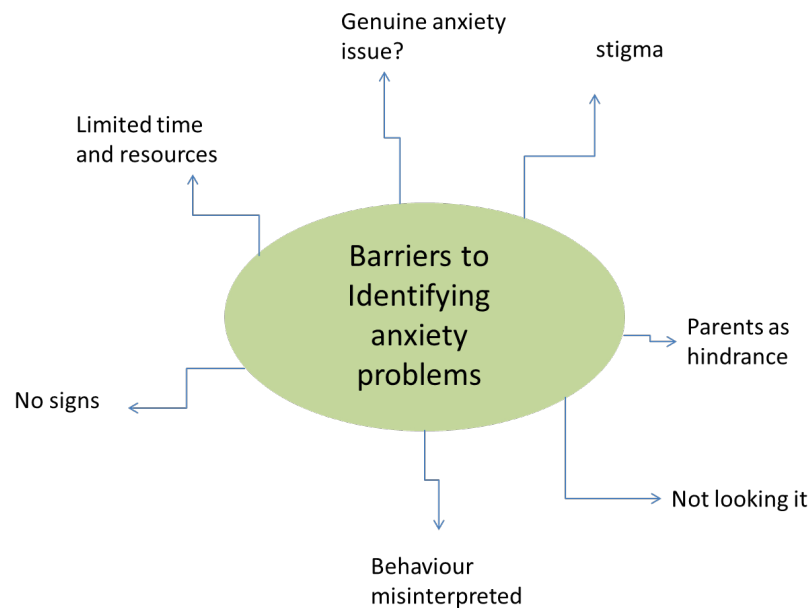 Genuine anxiety
issue?
stigma
Limited time
and resources
Barriers to
Identifying
anxiety
problems
Parents as
hindrance
No signs
Not looking it
Behaviour
misinterpreted